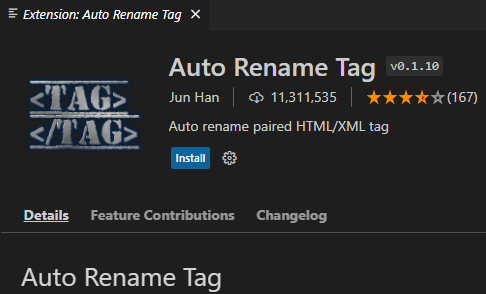 Extension: Auto Rename Tag
Auto Rename Tag v0.1.10
<TAG>
</TAG>
Jun Han 11,311,535 (167)
Auto rename paired HTML/XML tag
Install
Details Feature Contributions Changelog
Auto Rename Tag